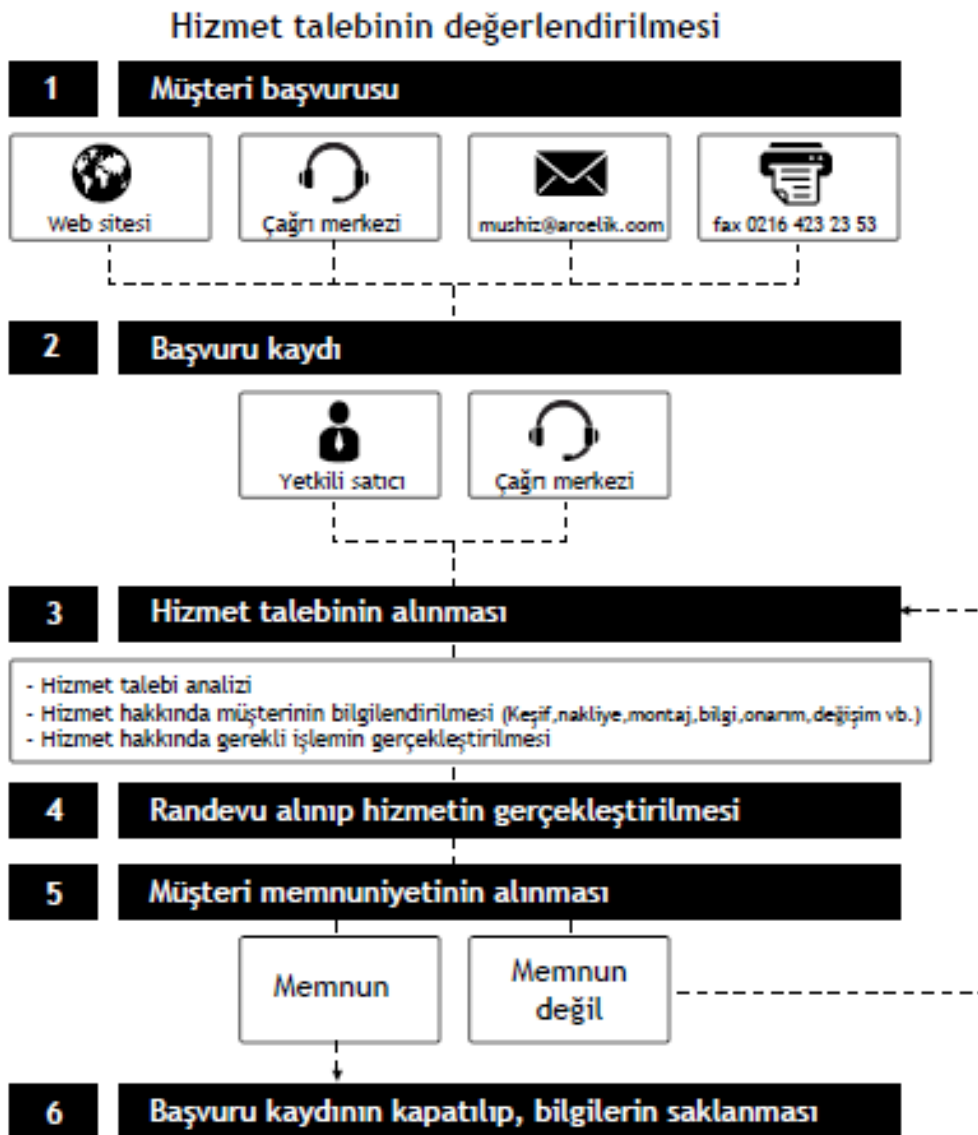 Hizmet talebinin değerlendirilmesi
1 Müşteri başvurusu
Web sitesi
Çağrı merkezi
mushiz@arcelik.com
fax 0216 423 23 53
2 Başvuru kaydı
Yetkili satıcı
Çağrı merkezi
3 Hizmet talebinin alınması
- Hizmet talebi analizi
- Hizmet hakkında müşterinin bilgilendirilmesi (Keşif,nakliye,montaj,bilgi,onarım,değişim vb.)
- Hizmet hakkında gerekli işlemin gerçekleştirilmesi
4 Randevu alınıp hizmetin gerçekleştirilmesi
5 Müşteri memnuniyetinin alınması
Memnun
Memnun
değil
6 Başvuru kaydının kapatılıp, bilgilerin saklanması